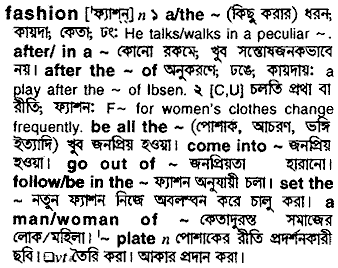 fashion ['ফ্যাশন্] n ১ a/the ~ (কিছু করার) ধরন;
কায়দা, কেতা; ঢং: He talks/walks in a peculiar ~.
after/ in a ~ কোনো রকমে; খুব সন্তোষজনকভাবে
নয়। after the ~ of অনুকরণে; ঢঙে, কায়দায়: a
play after the ~ of Ibsen. ২ [C,U] চলতি প্রথা বা
রীতি; ফ্যাশন: F~ for women's clothes change
frequently. be all the ~ (পোশাক, আচরণ, ভঙ্গি
ইত্যাদি) খুব জনপ্রিয় হওয়া। come into ~ জনপ্রিয়
হওয়া। go out of ~ জনপ্রিয়তা হারানো।
follow/be in the ~ ফ্যাশন অনুযায়ী চলা। set the
~ নতুন ফ্যাশন নিজে অবলম্বন করে চালু করা। a
man/woman of ~ কেতাদুরস্ত সমাজের
লোক/মহিলা। '~ plate n পোশাকের রীতি প্রদর্শনকারী
ছবি। □vt তৈরি করা। আকার প্রদান করা।